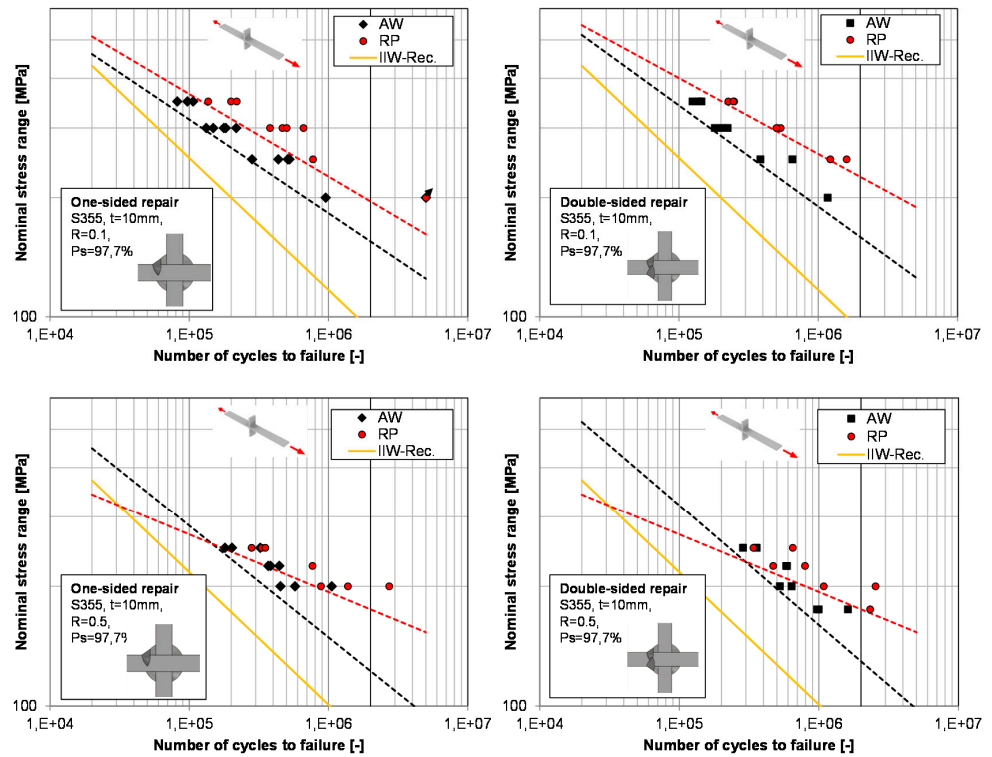 Nominal stress range [MPa]
AW
RP
IIW-Rec.
One-sided repair
S355, t=10mm,
R=0.1,
Ps=97,7%
100
1,E+04 1,E+05 1,E+06 1,E+07
Number of cycles to failure [-]
Nominal stress range [MPa]
AW
RP
IIW-Rec.
Double-sided repair
S355, t=10mm,
R=0.1,
Ps=97,7%
100
1,E+04 1,E+05 1,E+06 1,E+07
Number of cycles to failure [-]
Nominal stress range [MPa]
AW
RP
IIW-Rec.
One-sided repair
S355, t=10mm,
R=0.5,
Ps=97,7%
100
1,E+04 1,E+05 1,E+06 1,E+07
Number of cycles to failure [-]
Nominal stress range [MPa]
AW
RP
IIW-Rec.
Double-sided repair
S355, t=10mm,
R=0.5,
Ps=97,7%
100
1,E+04 1,E+05 1,E+06 1,E+07
Number of cycles to failure [-]